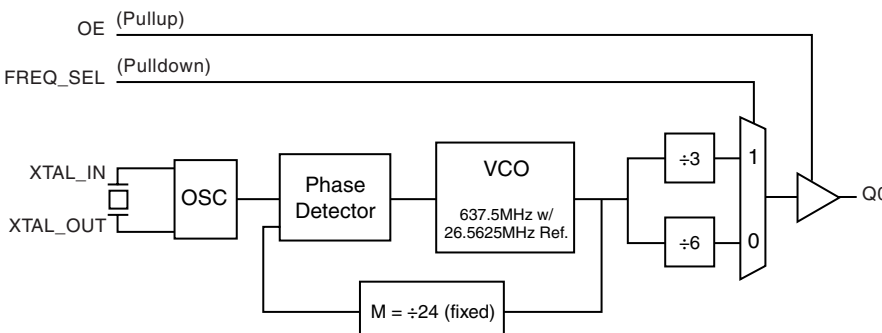 OE (Pullup)
FREQ_SEL (Pulldown)
XTAL_IN
XTAL_OUT
OSC
Phase
Detector
VCO
637.5MHz w/
26.5625MHz Ref.
÷3
÷6
1
0
Q0
M = ÷24 (fixed)